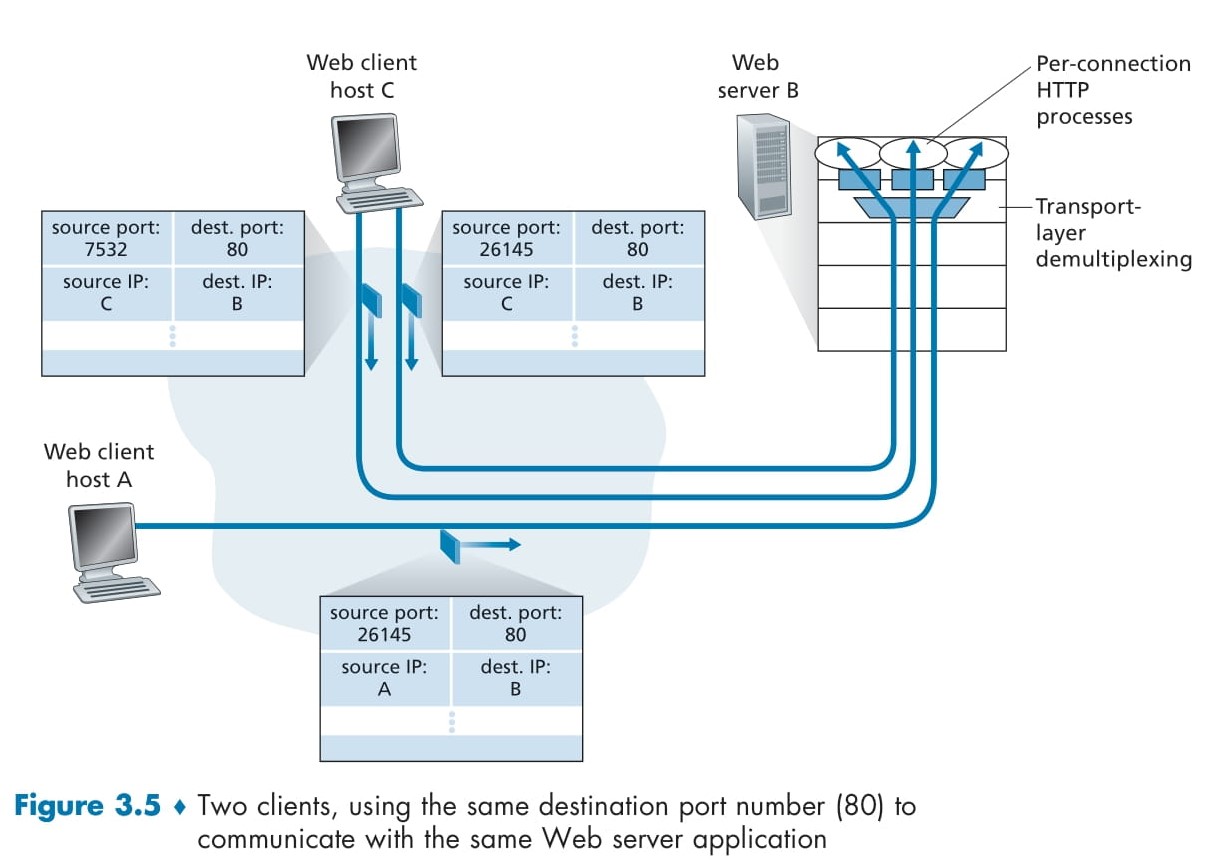 Web client
host C
Web
server B
Per-connection
HTTP
processes
Transport-
layer
demultiplexing
source port:
7532
dest. port:
80
source IP:
C
dest. IP:
B
source port:
26145
dest. port:
80
source IP:
C
dest. IP:
B
Web client
host A
source port:
26145
dest. port:
80
source IP:
A
dest. IP:
B
Figure 3.5 ♦ Two clients, using the same destination port number (80) to
communicate with the same Web server application